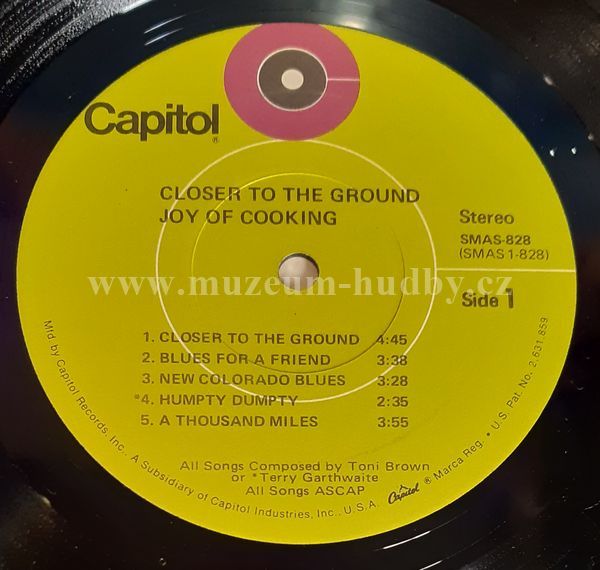 Capitol®
CLOSER TO THE GROUND
JOY OF COOKING
Stereo
SMAS-828
(SMAS 1-828)
www.muzeum-hudby.cz
Side 1
1. CLOSER TO THE GROUND 4:45
2. BLUES FOR A FRIEND 3:38
3. NEW COLORADO BLUES 3:28
*4. HUMPTY DUMPTY 2:35
5. A THOUSAND MILES 3:55
All Songs Composed by Toni Brown
or *Terry Garthwaite
All Songs ASCAP
Mfd. by Capitol Records, Inc., A Subsidiary of Capitol Industries, Inc., U.S.A. Capitol ® Marca Reg. • U.S. Pat. No. 2,631,859